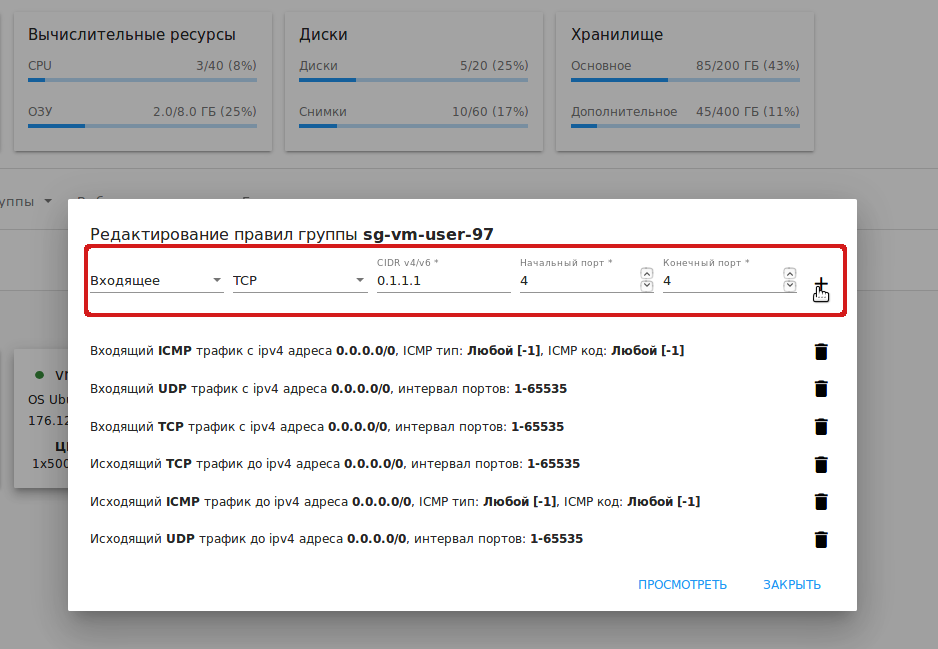 Вычислительные ресурсы
CPU 3/40 (8%)
ОЗУ 2.0/8.0 ГБ (25%)
Диски
Диски 5/20 (25%)
Снимки 10/60 (17%)
Хранилище
Основное 85/200 ГБ (43%)
Дополнительное 45/400 ГБ (11%)
уппы
Редактирование правил группы sg-vm-user-97
CIDR v4/v6 * Начальный порт * Конечный порт *
Входящее TCP 0.1.1.1 4 4
Входящий ICMP трафик с ipv4 адреса 0.0.0.0/0, ICMP тип: Любой [-1], ICMP код: Любой [-1]
Входящий UDP трафик с ipv4 адреса 0.0.0.0/0, интервал портов: 1-65535
Входящий TCP трафик с ipv4 адреса 0.0.0.0/0, интервал портов: 1-65535
Исходящий TCP трафик до ipv4 адреса 0.0.0.0/0, интервал портов: 1-65535
Исходящий ICMP трафик до ipv4 адреса 0.0.0.0/0, ICMP тип: Любой [-1], ICMP код: Любой [-1]
Исходящий UDP трафик до ipv4 адреса 0.0.0.0/0, интервал портов: 1-65535
OS Ubu
176.12
1x500
ПРОСМОТРЕТЬ ЗАКРЫТЬ